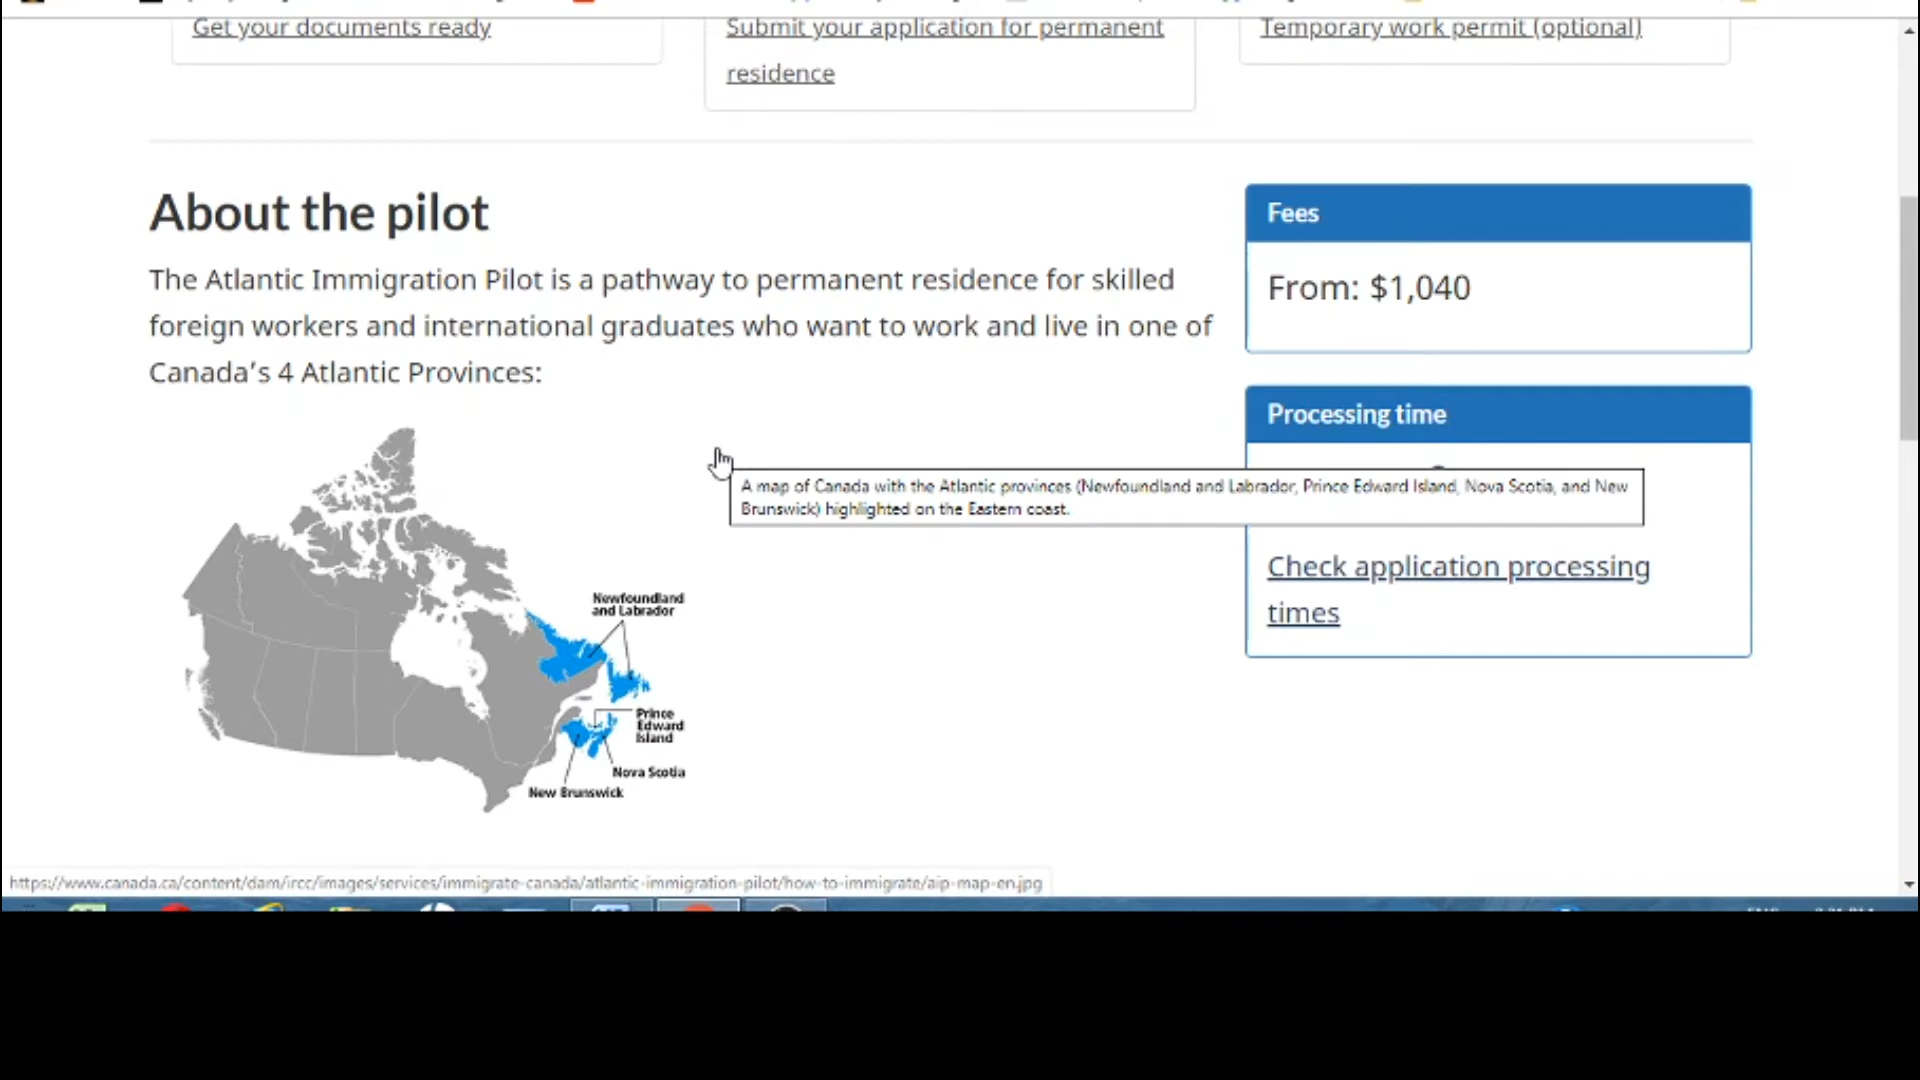 Get your documents ready
Submit your application for permanent
residence
Temporary work permit (optional)
About the pilot
The Atlantic Immigration Pilot is a pathway to permanent residence for skilled
foreign workers and international graduates who want to work and live in one of
Canada's 4 Atlantic Provinces:
Fees
From: $1,040
Processing time
A map of Canada with the Atlantic provinces (Newfoundland and Labrador, Prince Edward Island, Nova Scotia, and New
Brunswick) highlighted on the Eastern coast.
Check application processing
times
Newfoundland
and Labrador
Prince
Edward
Island
Nova Scotia
New Brunswick
https://www.canada.ca/content/dam/ircc/images/services/immigrate-canada/atlantic-immigration-pilot/how-to-immigrate/aip-map-en.jpg